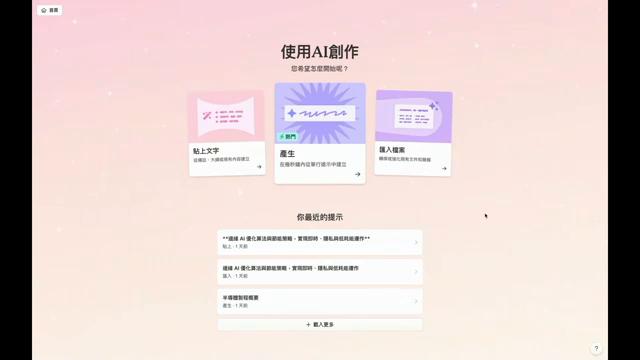 首頁
使用AI創作
您希望怎麼開始呢？
貼上文字
從備註、大綱或現有內容建立
熱門
產生
在幾秒鐘內從單行提示中建立
匯入檔案
轉換或強化現有文件和簡報
你最近的提示
**邊緣 AI 優化算法與節能策略，實現即時、隱私與低耗能運作**
貼上 · 1 天前
邊緣 AI 優化算法與節能策略，實現即時、隱私與低耗能運作
匯入 · 1 天前
半導體製程概要
產生 · 1 天前
+ 載入更多
?